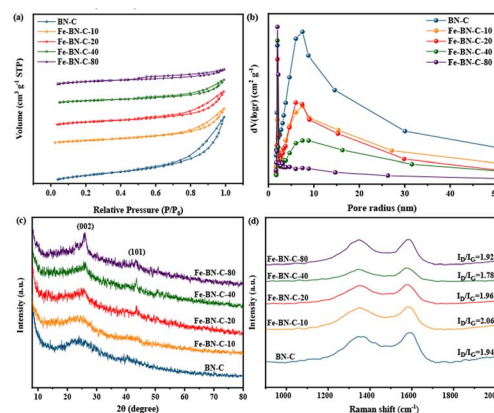 (a)
BN-C
Fe-BN-C-10
Fe-BN-C-20
Fe-BN-C-40
Fe-BN-C-80
Volume (cm³ g⁻¹ STP)
0.0 0.2 0.4 0.6 0.8 1.0
Relative Pressure (P/P₀)
(b)
BN-C
Fe-BN-C-10
Fe-BN-C-20
Fe-BN-C-40
Fe-BN-C-80
dV(logr) (cm² g⁻¹)
0 10 20 30 40 50
Pore radius (nm)
(c)
(002)
(101)
Fe-BN-C-80
Fe-BN-C-40
Fe-BN-C-20
Fe-BN-C-10
BN-C
Intensity (a.u.)
10 20 30 40 50 60 70 80
2θ (degree)
(d)
Fe-BN-C-80
I_D/I_G=1.92
Fe-BN-C-40
I_D/I_G=1.78
Fe-BN-C-20
I_D/I_G=1.96
Fe-BN-C-10
I_D/I_G=2.06
BN-C
I_D/I_G=1.94
Intensity (a.u.)
1000 1200 1400 1600 1800
Raman shift (cm⁻¹)